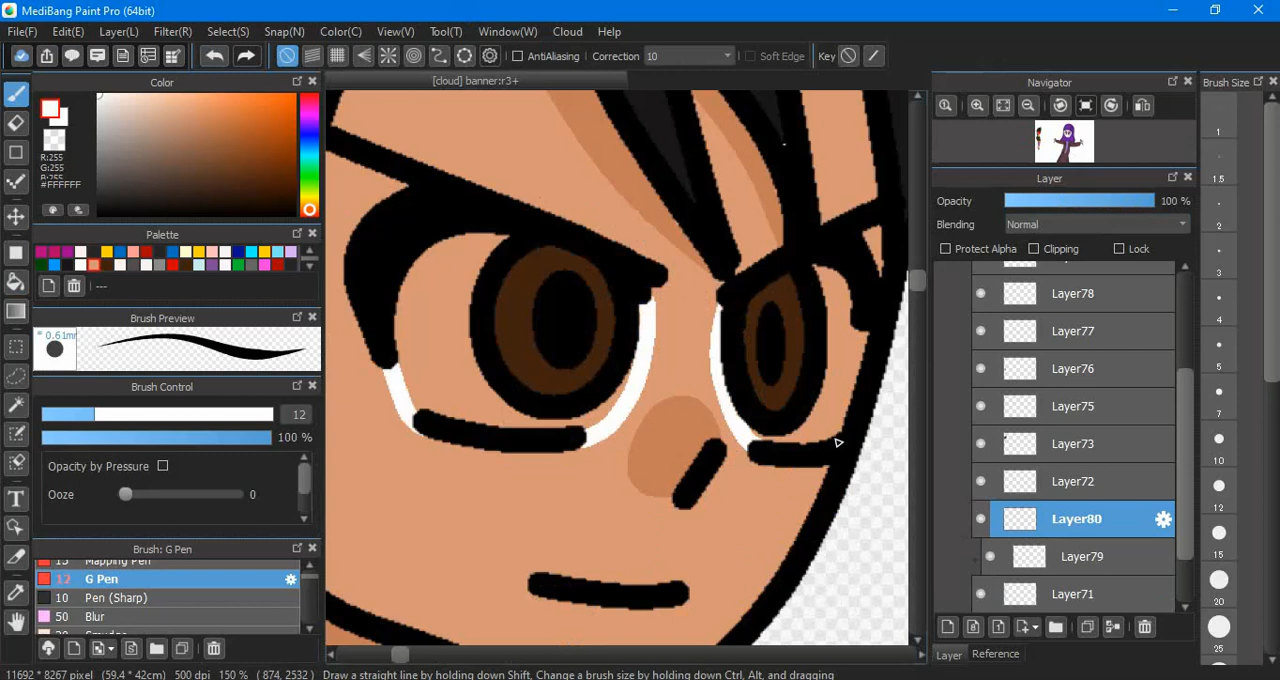 MediBang Paint Pro (64bit)
File(F) Edit(E) Layer(L) Filter(R) Select(S) Snap(N) Color(C) View(V) Tool(T) Window(W) Cloud Help
AntiAliasing Correction 10 Soft Edge Key
Color
R:255
G:255
B:255
#FFFFFF
Palette
---
Brush Preview
* 0.61mm
Brush Control
12
100 %
Opacity by Pressure
Ooze 0
Brush: G Pen
15 Mapping Pen
12 G Pen
10 Pen (Sharp)
50 Blur
Smudge
[cloud] banner:r3+
Navigator
Layer
Opacity 100 %
Blending Normal
Protect Alpha Clipping Lock
Layer78
Layer77
Layer76
Layer75
Layer73
Layer72
Layer80
Layer79
Layer71
Layer Reference
Brush Size
1
1.5
2
3
4
5
7
10
12
15
20
25
11692 * 8267 pixel (59.4 * 42cm) 500 dpi 150 % ( 874, 2532 ) Draw a straight line by holding down Shift, Change a brush size by holding down Ctrl, Alt, and dragging